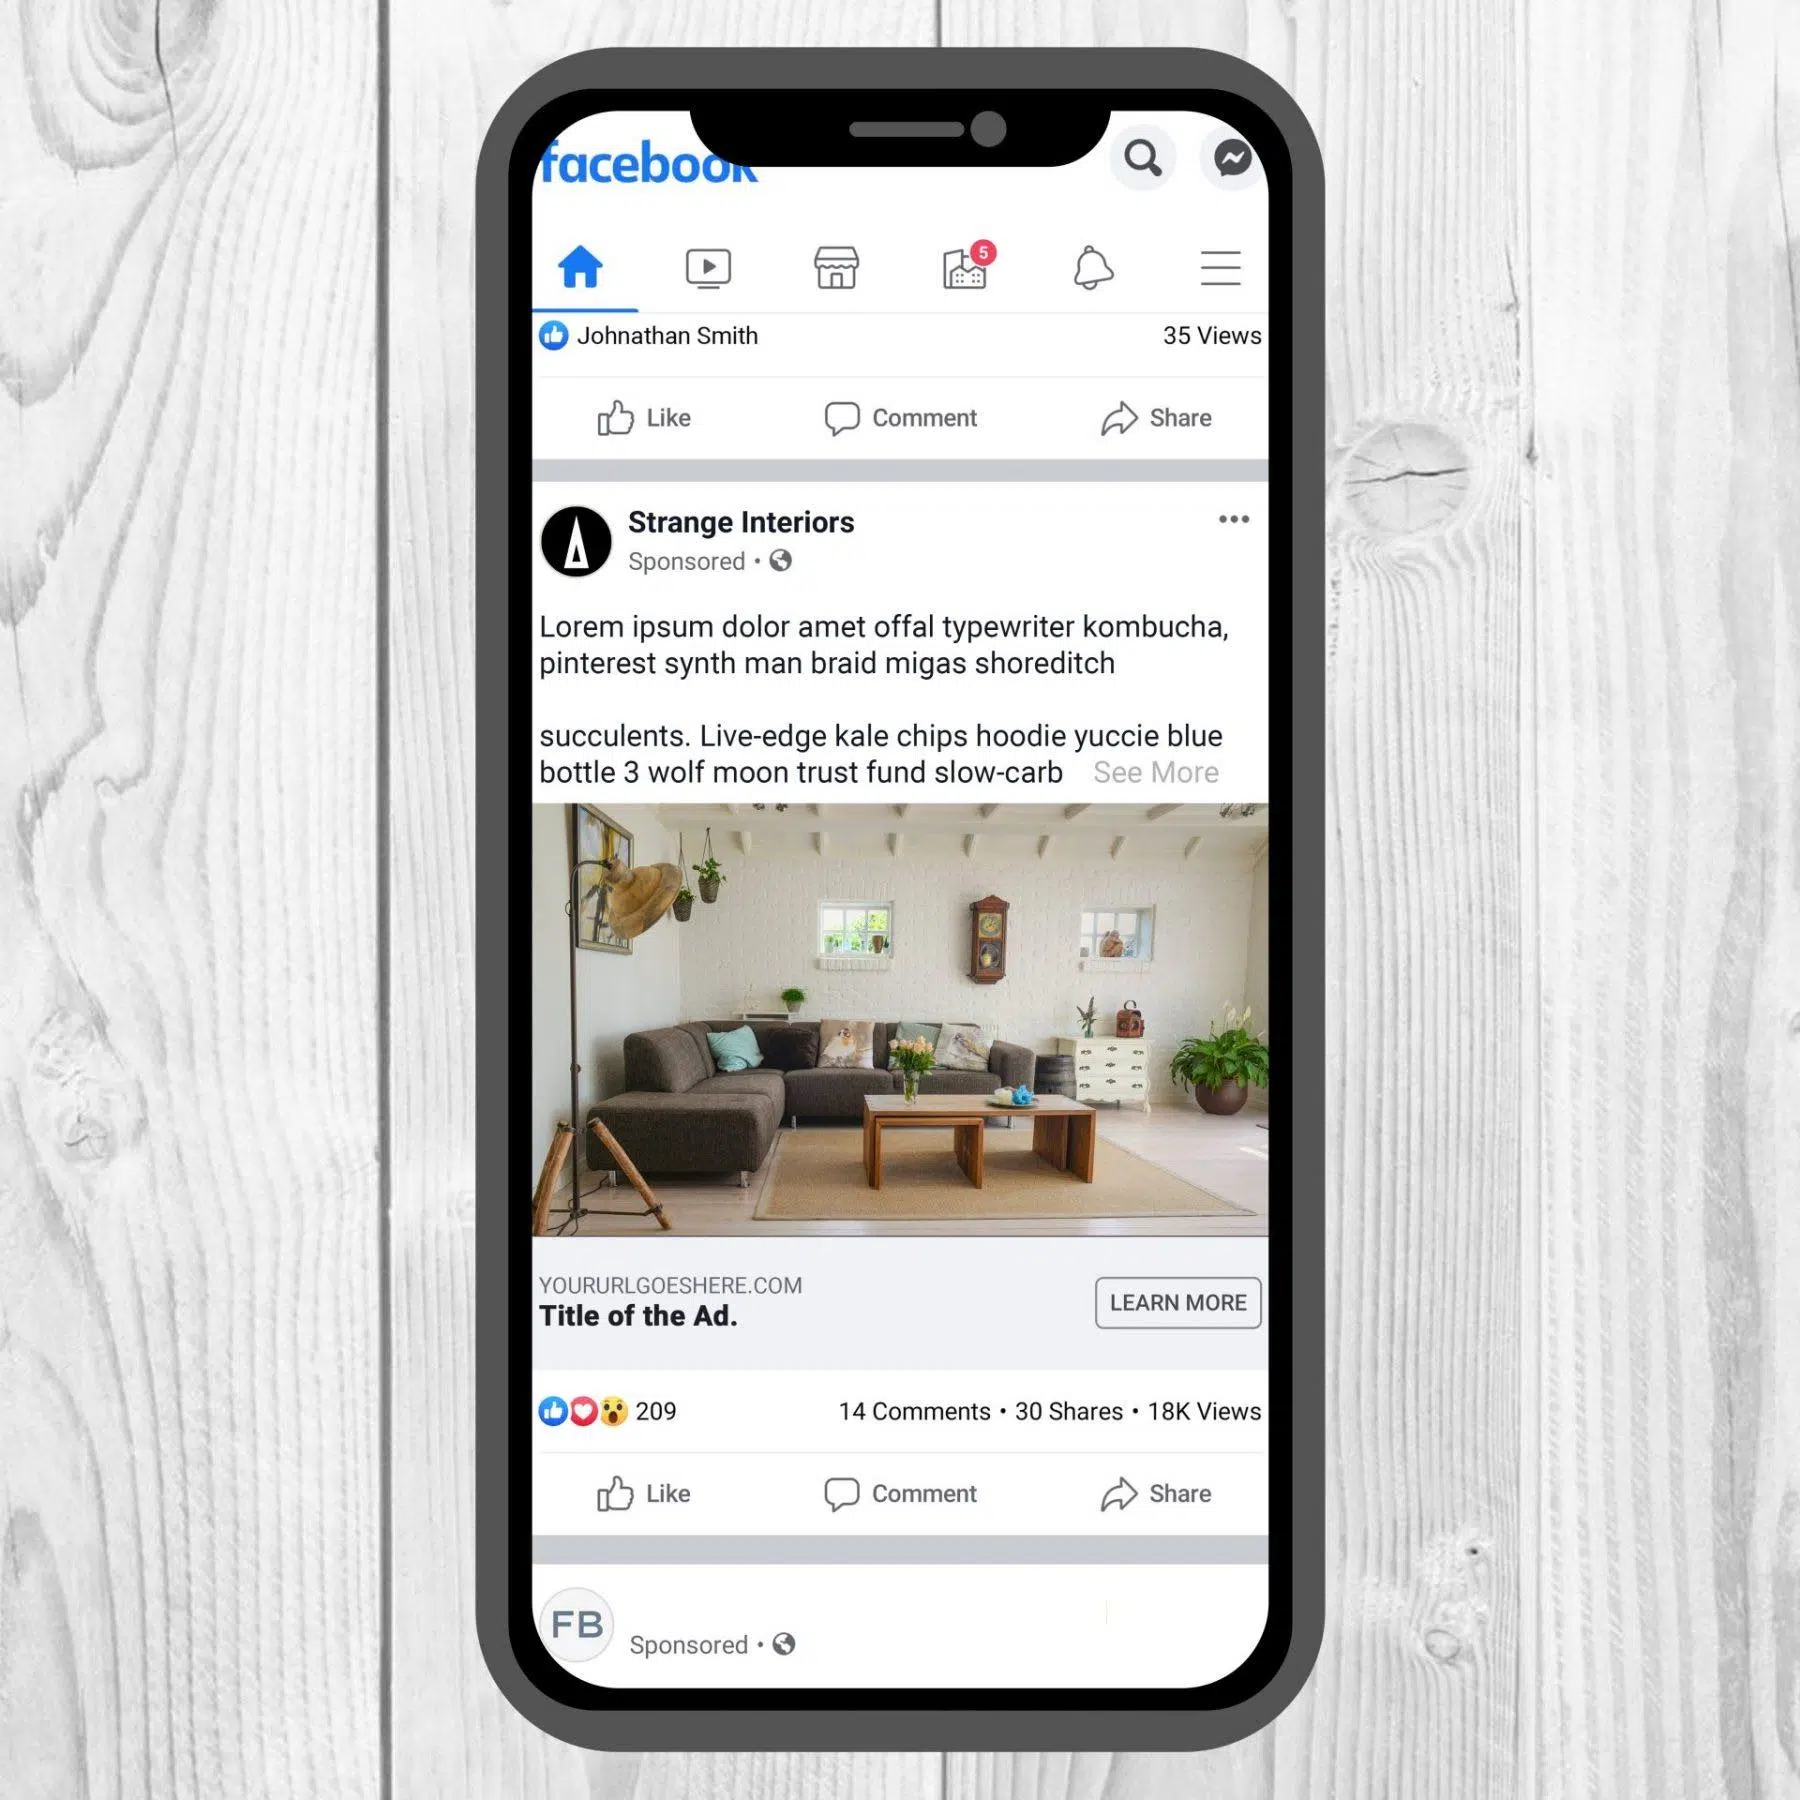 facebook
5
Johnathan Smith 35 Views
Like Comment Share
Strange Interiors
Sponsored •
Lorem ipsum dolor amet offal typewriter kombucha,
pinterest synth man braid migas shoreditch
succulents. Live-edge kale chips hoodie yuccie blue
bottle 3 wolf moon trust fund slow-carb See More
YOURURLGOESHERE.COM
Title of the Ad.
LEARN MORE
209 14 Comments • 30 Shares • 18K Views
Like Comment Share
FB
Sponsored •